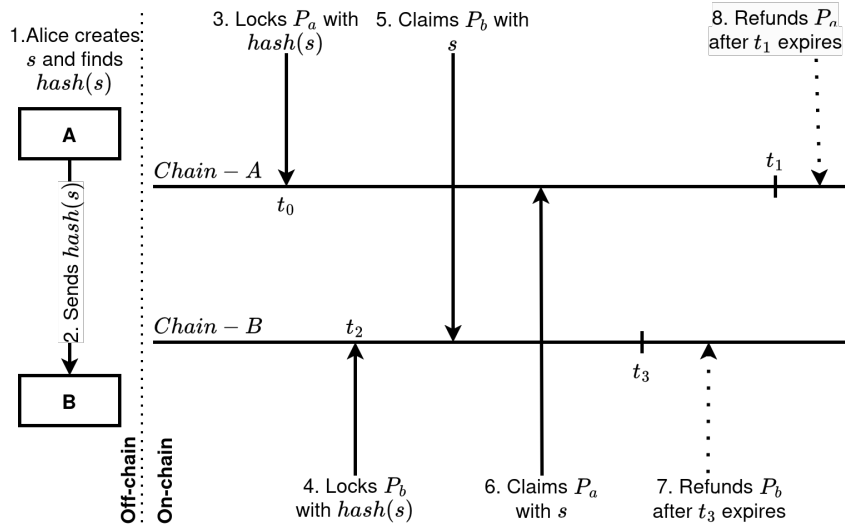 1.Alice creates
s and finds
hash(s)
A
2. Sends hash(s)
B
Off-chain
On-chain
3. Locks P_a with
hash(s)
5. Claims P_b with
s
8. Refunds P_a
after t_1 expires
Chain − A
t_0
t_1
Chain − B
t_2
t_3
4. Locks P_b
with hash(s)
6. Claims P_a
with s
7. Refunds P_b
after t_3 expires